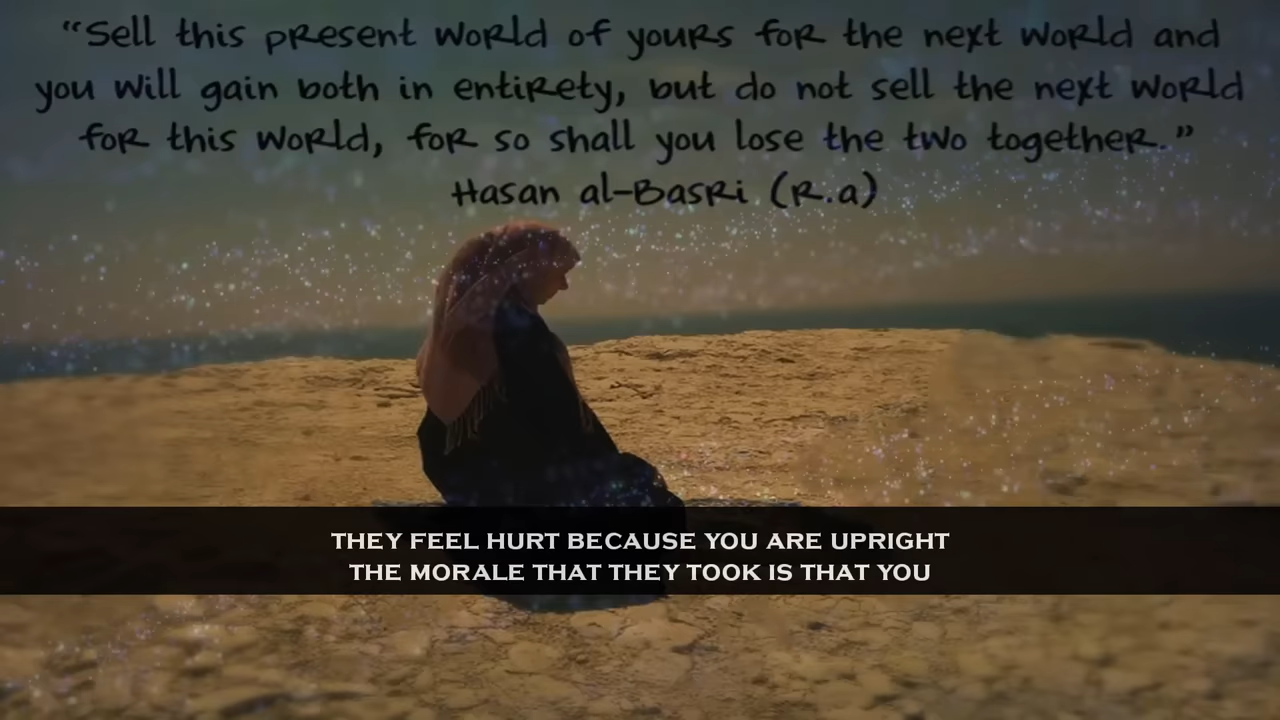 “Sell this present world of yours for the next world and
you will gain both in entirety, but do not sell the next world
for this world, for so shall you lose the two together.”
Hasan al-Basri (R.a)
THEY FEEL HURT BECAUSE YOU ARE UPRIGHT
THE MORALE THAT THEY TOOK IS THAT YOU